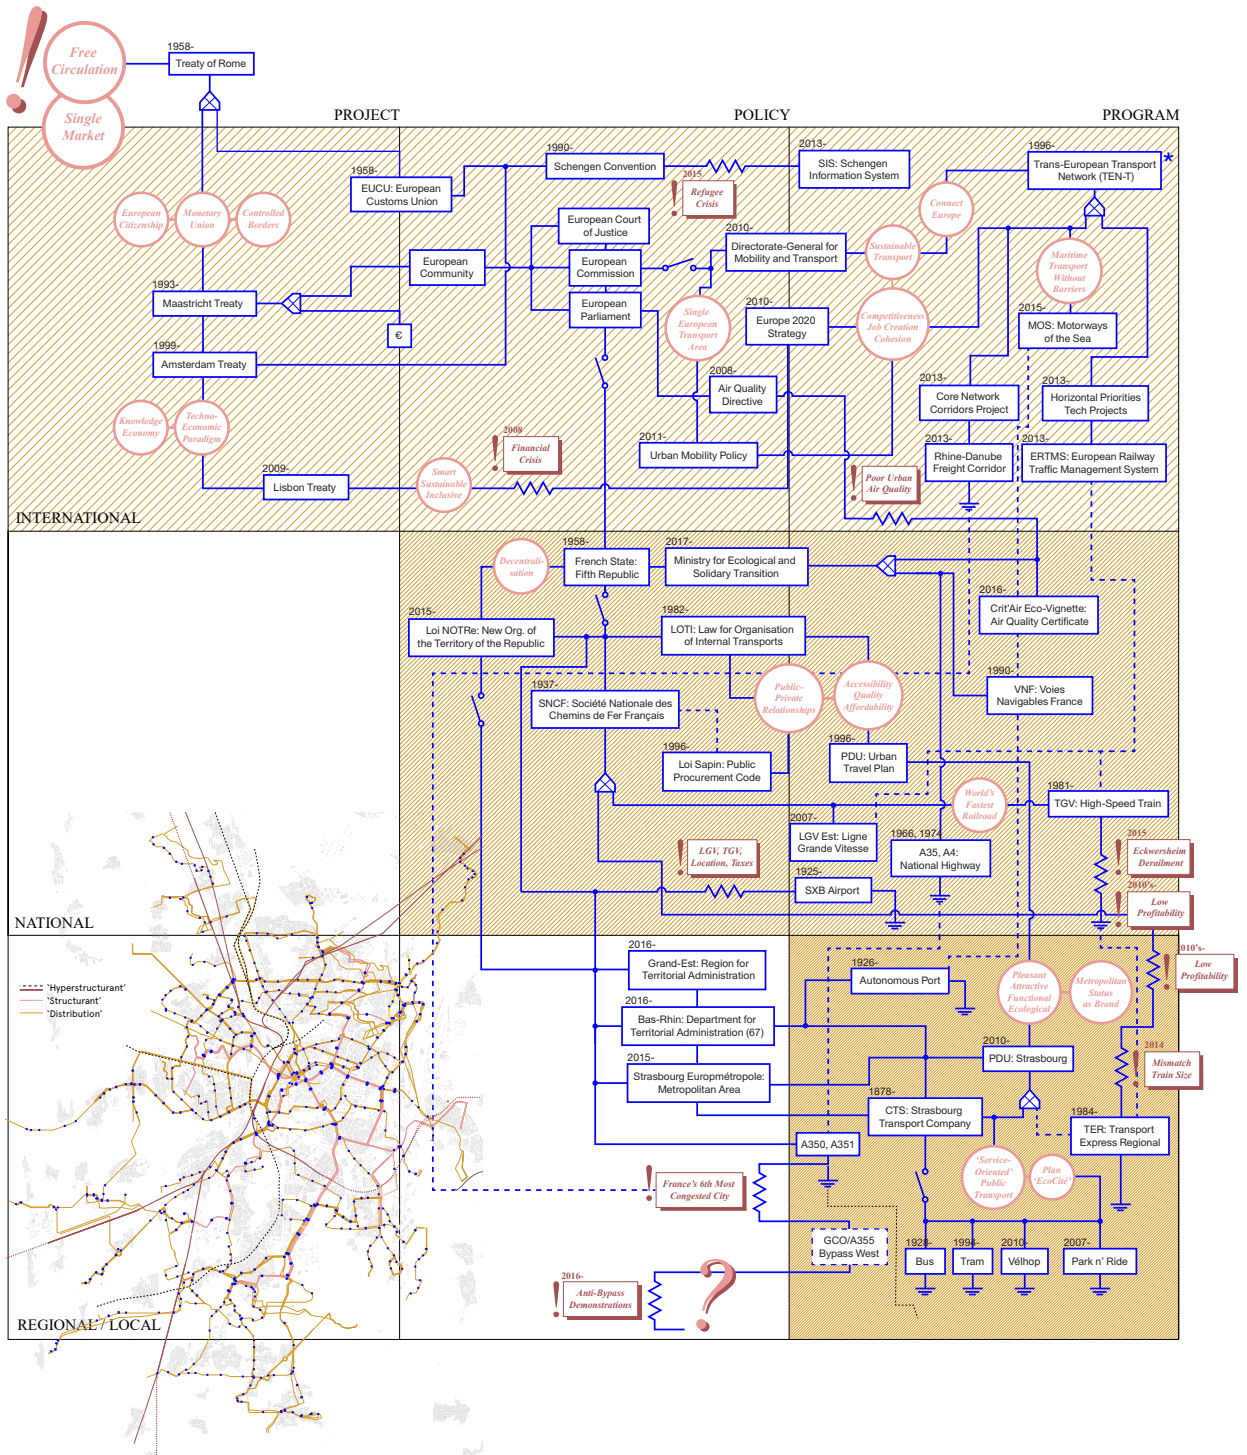 Free
Circulation
Single
Market
1958-
Treaty of Rome
PROJECT
POLICY
PROGRAM
1958-
EUCU: European
Customs Union
1990-
Schengen Convention
2013-
SIS: Schengen
Information System
1996-
Trans-European Transport
Network (TEN-T)
*
2015
Refugee
Crisis
European
Citizenship
Monetary
Union
Controlled
Borders
Connect
Europe
European Court
of Justice
European
Community
European
Commission
European
Parliament
2010-
Directorate-General for
Mobility and Transport
Sustainable
Transport
Maritime
Transport
Without
Barriers
1993-
Maastricht Treaty
€
Single
European
Transport
Area
2010-
Europe 2020
Strategy
Competitiveness
Job Creation
Cohesion
2015-
MOS: Motorways
of the Sea
1999-
Amsterdam Treaty
2008-
Air Quality
Directive
2013-
Core Network
Corridors Project
2013-
Horizontal Priorities
Tech Projects
Knowledge
Economy
Techno-
Economic
Paradigm
2008
Financial
Crisis
2011-
Urban Mobility Policy
2013-
Rhine-Danube
Freight Corridor
2013-
ERTMS: European Railway
Traffic Management System
2009-
Lisbon Treaty
Smart
Sustainable
Inclusive
Poor Urban
Air Quality
INTERNATIONAL
Decentrali-
sation
1958-
French State:
Fifth Republic
2017-
Ministry for Ecological and
Solidary Transition
2016-
Crit'Air Eco-Vignette:
Air Quality Certificate
2015-
Loi NOTRe: New Org. of
the Territory of the Republic
1982-
LOTI: Law for Organisation
of Internal Transports
1937-
SNCF: Société Nationale des
Chemins de Fer Français
Public-
Private
Relationships
Accessibility
Quality
Affordability
1990-
VNF: Voies
Navigables France
1996-
Loi Sapin: Public
Procurement Code
1996-
PDU: Urban
Travel Plan
World's
Fastest
Railroad
1981-
TGV: High-Speed Train
2007-
LGV Est: Ligne
Grande Vitesse
1966, 1974
A35, A4:
National Highway
LGV, TGV,
Location, Taxes
1925-
SXB Airport
2015
Eckwersheim
Derailment
2010's-
Low
Profitability
NATIONAL
'Hyperstructurant'
'Structurant'
'Distribution'
2016-
Grand-Est: Region for
Territorial Administration
1926-
Autonomous Port
Pleasant
Attractive
Functional
Ecological
Metropolitan
Status
as Brand
2010's-
Low
Profitability
2016-
Bas-Rhin: Department for
Territorial Administration (67)
2015-
Strasbourg Europmétropole:
Metropolitan Area
2010-
PDU: Strasbourg
2014
Mismatch
Train Size
1878-
CTS: Strasbourg
Transport Company
1984-
TER: Transport
Express Regional
A350, A351
'Service-
Oriented'
Public
Transport
Plan
'EcoCité'
France's 6th Most
Congested City
GCO/A355
Bypass West
1928-
Bus
1994-
Tram
2010-
Vélhop
2007-
Park n' Ride
2016-
Anti-Bypass
Demonstrations
?
REGIONAL / LOCAL